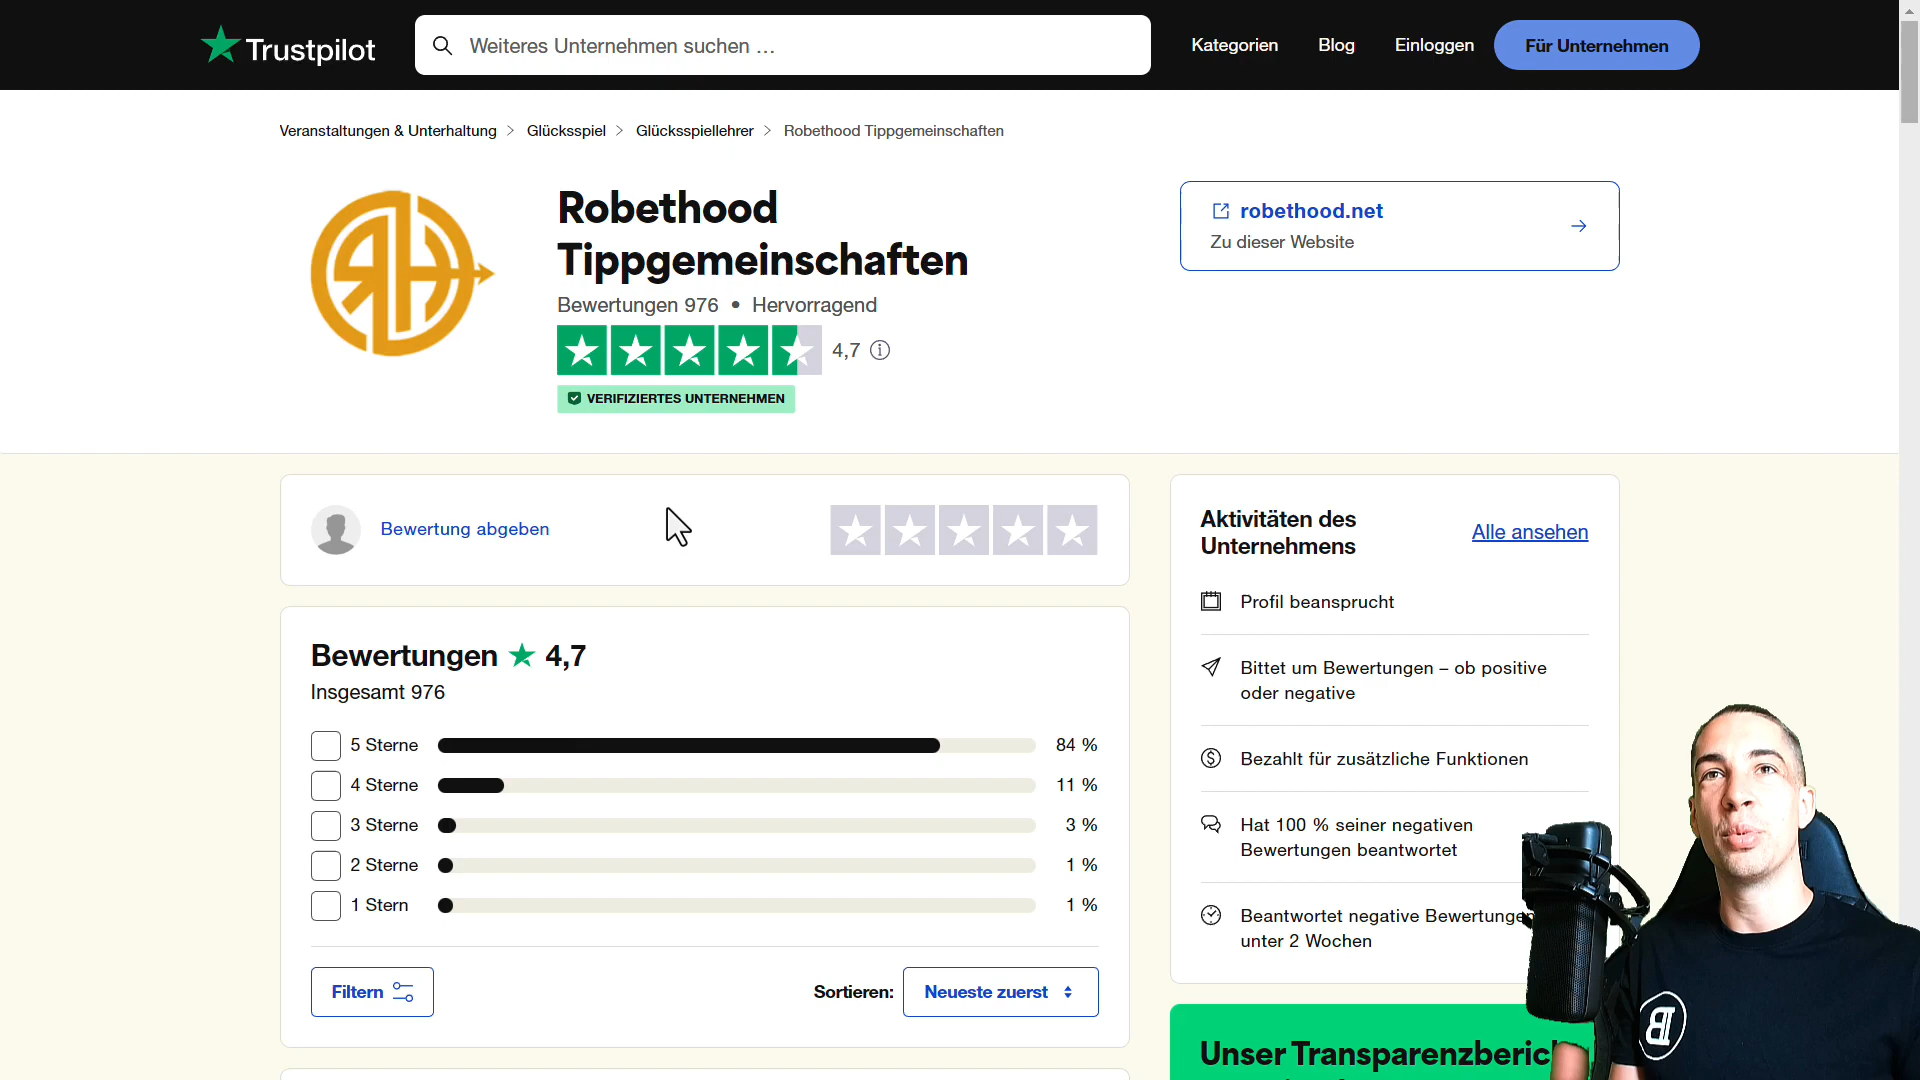 Trustpilot
Weiteres Unternehmen suchen …
Kategorien
Blog
Einloggen
Für Unternehmen
Veranstaltungen & Unterhaltung > Glücksspiel > Glücksspiellehrer > Robethood Tippgemeinschaften
Robethood
Tippgemeinschaften
Bewertungen 976 • Hervorragend
4,7
VERIFIZIERTES UNTERNEHMEN
robethood.net
Zu dieser Website
Bewertung abgeben
Bewertungen ★ 4,7
Insgesamt 976
5 Sterne 84 %
4 Sterne 11 %
3 Sterne 3 %
2 Sterne 1 %
1 Stern 1 %
Filtern
Sortieren: Neueste zuerst
Aktivitäten des
Unternehmens
Alle ansehen
Profil beansprucht
Bittet um Bewertungen – ob positive
oder negative
Bezahlt für zusätzliche Funktionen
Hat 100 % seiner negativen
Bewertungen beantwortet
Beantwortet negative Bewertungen
unter 2 Wochen
Unser Transparenzberic